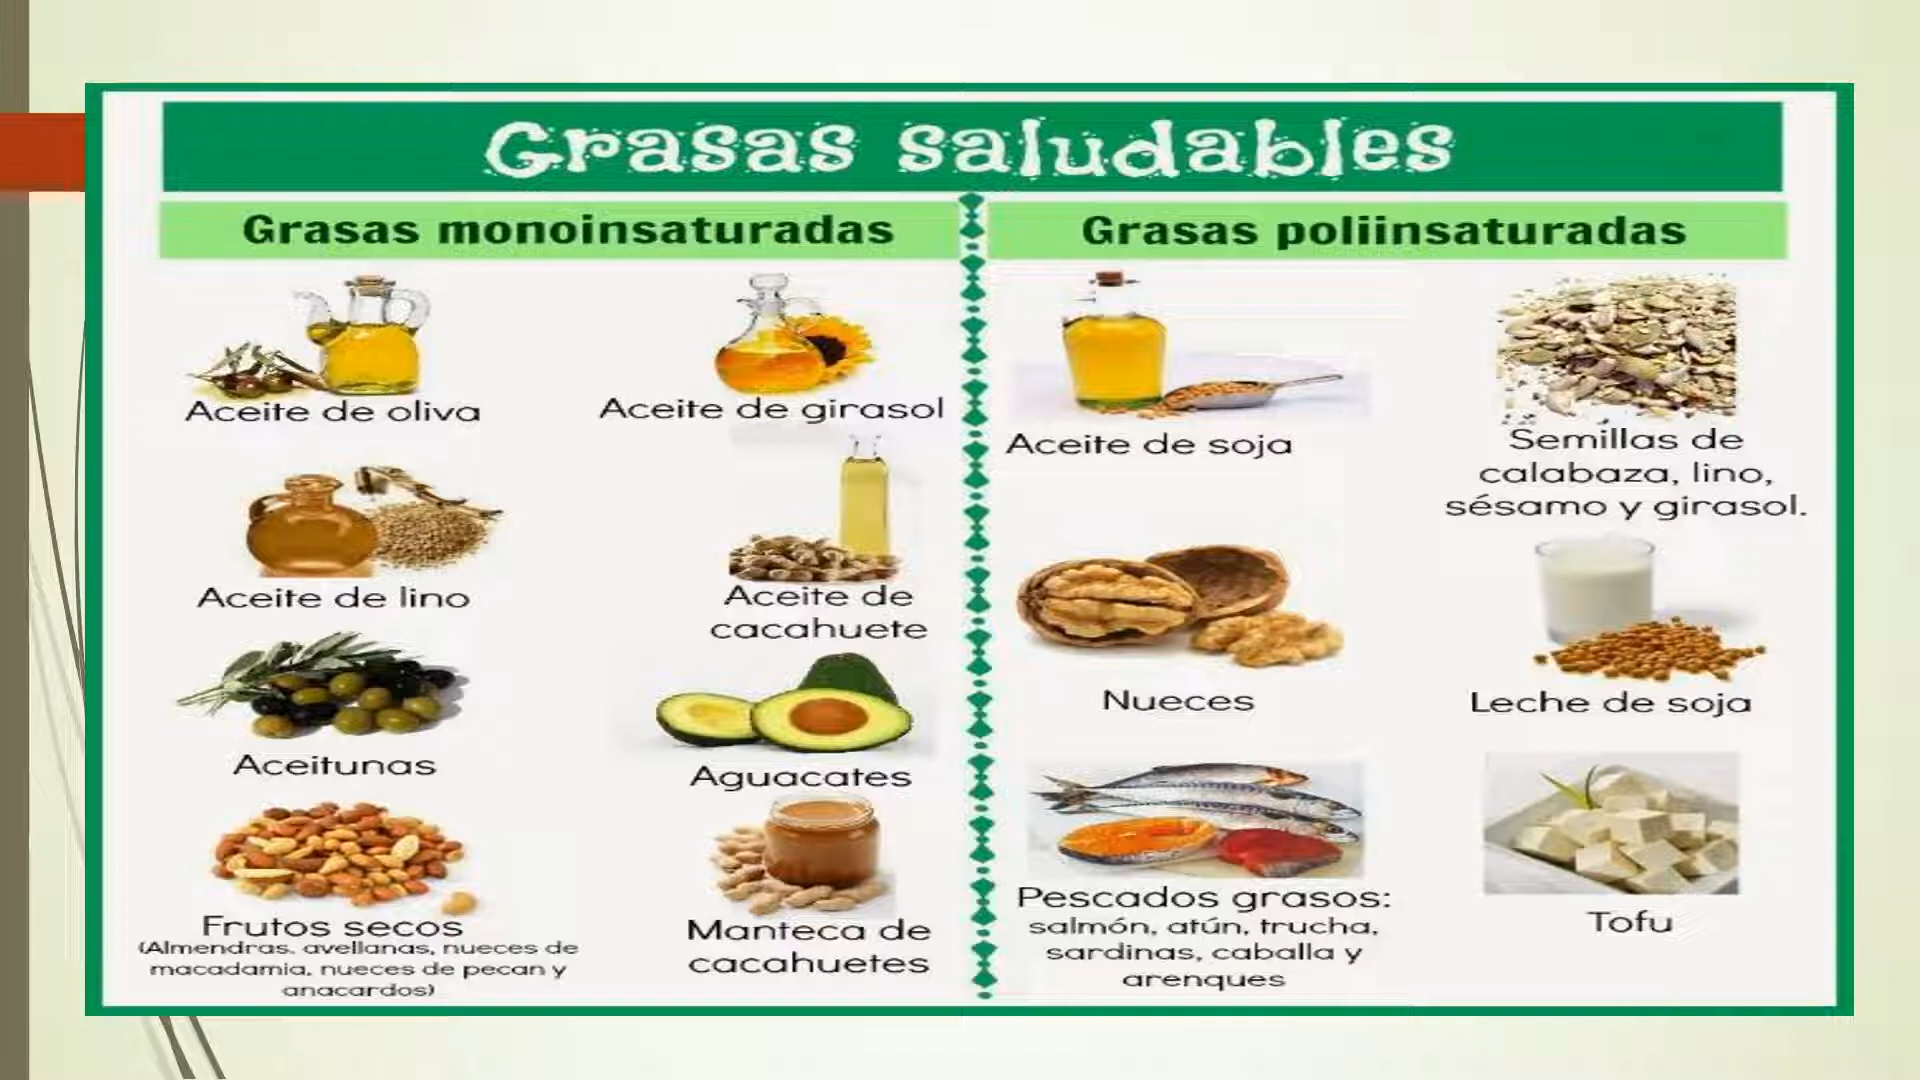 Grasas saludables
Grasas monoinsaturadas
Aceite de oliva
Aceite de girasol
Aceite de lino
Aceite de
cacahuete
Aceitunas
Aguacates
Frutos secos
(Almendras. avellanas, nueces de
macadamia, nueces de pecan y
anacardos)
Manteca de
cacahuetes
Grasas poliinsaturadas
Aceite de soja
Semillas de
calabaza, lino,
sésamo y girasol.
Nueces
Leche de soja
Pescados grasos:
salmón, atún, trucha,
sardinas, caballa y
arenques
Tofu